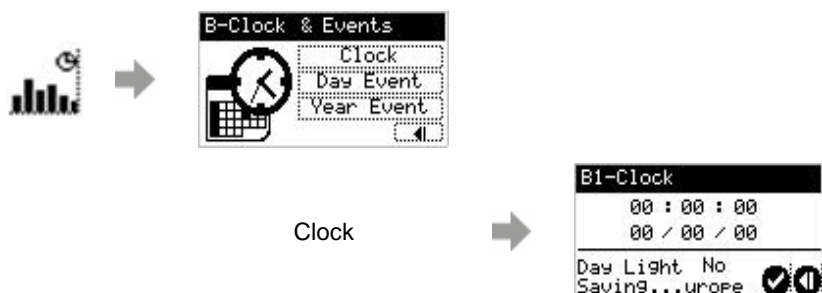 B-Clock & Events
Clock
Day Event
Year Event
Clock
B1-Clock
00 : 00 : 00
00 / 00 / 00
Day Light No
Saving...urope